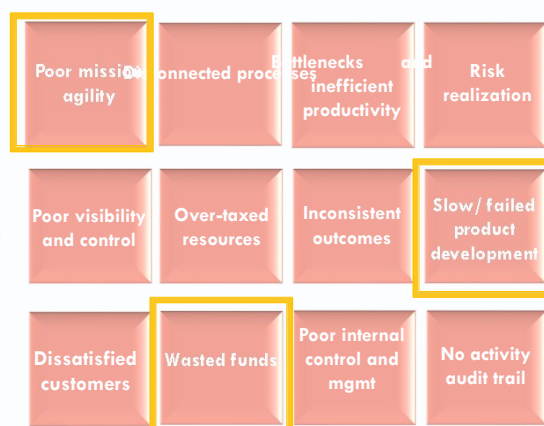 Poor mission
agility
Disconnected processes
Bottlenecks and
inefficient
productivity
Risk
realization
Poor visibility
and control
Over-taxed
resources
Inconsistent
outcomes
Slow/ failed
product
development
Dissatisfied
customers
Wasted funds
Poor internal
control and
mgmt
No activity
audit trail